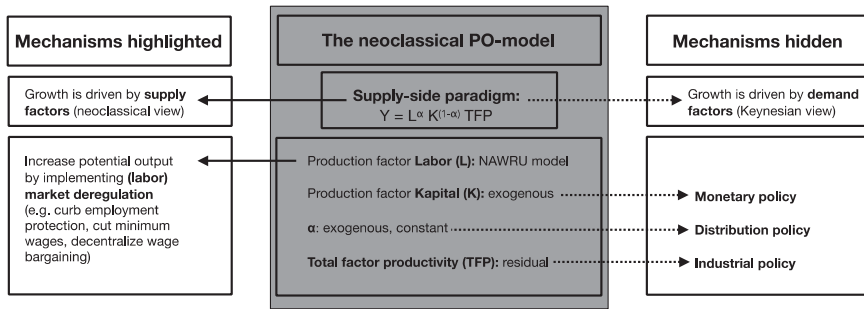 Mechanisms highlighted
The neoclassical PO-model
Mechanisms hidden
Growth is driven by supply
factors (neoclassical view)
Supply-side paradigm:
Y = L^α K^(1-α) TFP
Growth is driven by demand
factors (Keynesian view)
Increase potential output
by implementing (labor)
market deregulation
(e.g. curb employment
protection, cut minimum
wages, decentralize wage
bargaining)
Production factor Labor (L): NAWRU model
Production factor Kapital (K): exogenous
α: exogenous, constant
Total factor productivity (TFP): residual
Monetary policy
Distribution policy
Industrial policy